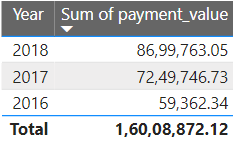 Year Sum of payment_value
2018 86,99,763.05
2017 72,49,746.73
2016 59,362.34
Total 1,60,08,872.12